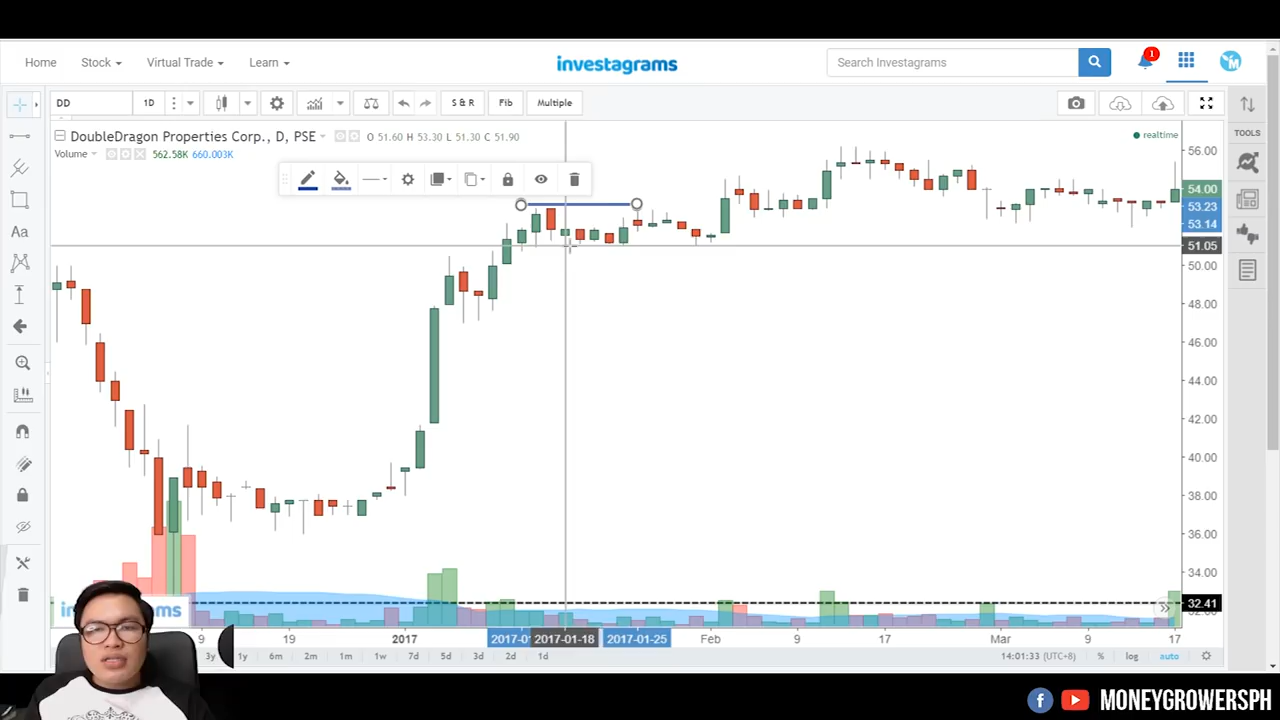 Home Stock Virtual Trade Learn investagrams Search Investagrams 1
DD 1D S & R Fib Multiple
DoubleDragon Properties Corp., D, PSE O 51.60 H 53.30 L 51.30 C 51.90 realtime
Volume 562.58K 660.003K
TOOLS
Aa
56.00
54.00
53.23
53.14
51.05
50.00
48.00
46.00
44.00
42.00
40.00
38.00
36.00
34.00
32.41
investagrams
9 19 2017 2017-01-18 2017-01-25 Feb 9 17 Mar 9 17
3y 1y 6m 2m 1m 7d 5d 3d 2d 1d 14:01:33 (UTC+8) % log auto
MONEYGROWERSPH